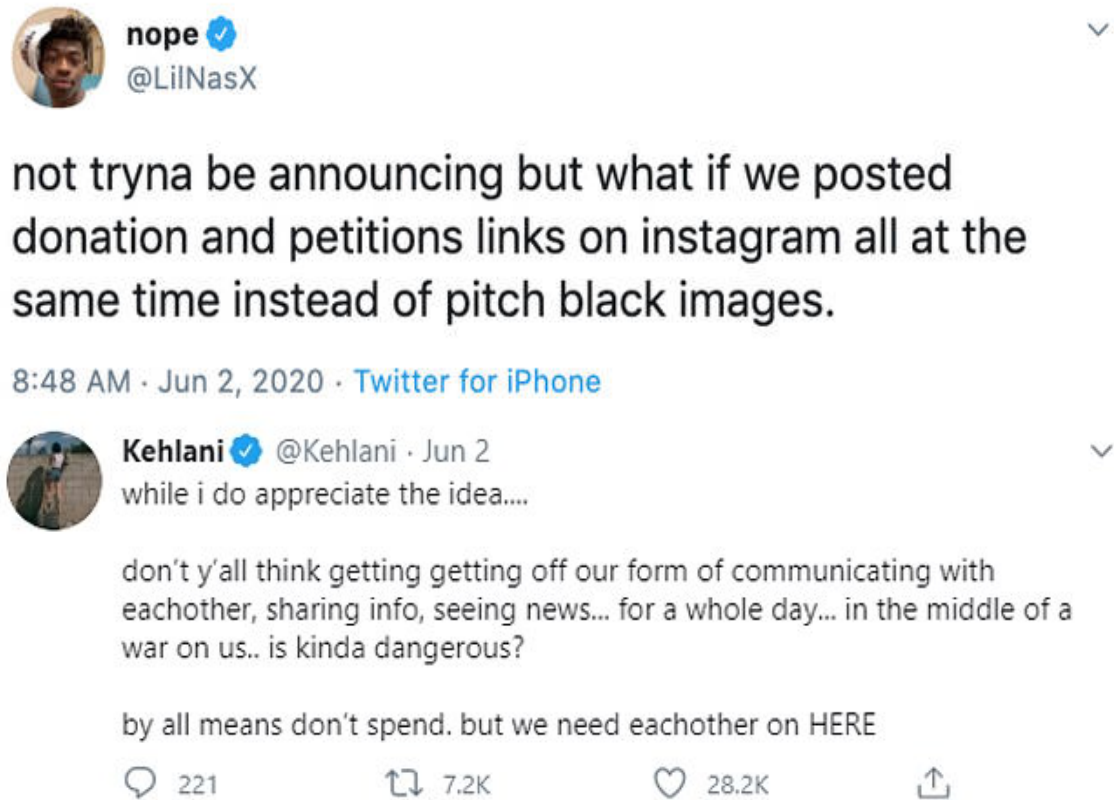 nope
@LilNasX
not tryna be announcing but what if we posted
donation and petitions links on instagram all at the
same time instead of pitch black images.
8:48 AM · Jun 2, 2020 · Twitter for iPhone
Kehlani @Kehlani · Jun 2
while i do appreciate the idea....
don't y'all think getting getting off our form of communicating with
eachother, sharing info, seeing news... for a whole day... in the middle of a
war on us.. is kinda dangerous?
by all means don't spend. but we need eachother on HERE
221 7.2K 28.2K